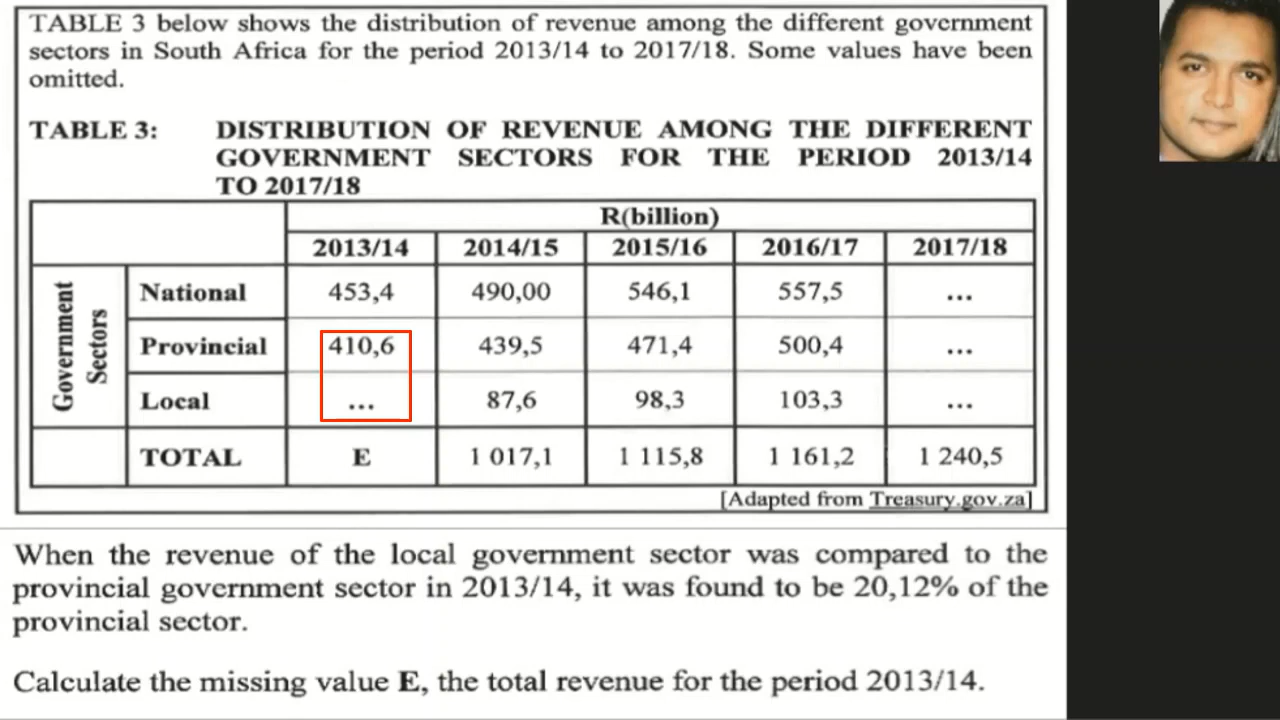 TABLE 3 below shows the distribution of revenue among the different government
sectors in South Africa for the period 2013/14 to 2017/18. Some values have been
omitted.
TABLE 3: DISTRIBUTION OF REVENUE AMONG THE DIFFERENT
GOVERNMENT SECTORS FOR THE PERIOD 2013/14
TO 2017/18
R(billion)
2013/14 2014/15 2015/16 2016/17 2017/18
Government
Sectors
National 453,4 490,00 546,1 557,5 ...
Provincial 410,6 439,5 471,4 500,4 ...
Local ... 87,6 98,3 103,3 ...
TOTAL E 1 017,1 1 115,8 1 161,2 1 240,5
[Adapted from Treasury.gov.za]
When the revenue of the local government sector was compared to the
provincial government sector in 2013/14, it was found to be 20,12% of the
provincial sector.
Calculate the missing value E, the total revenue for the period 2013/14.